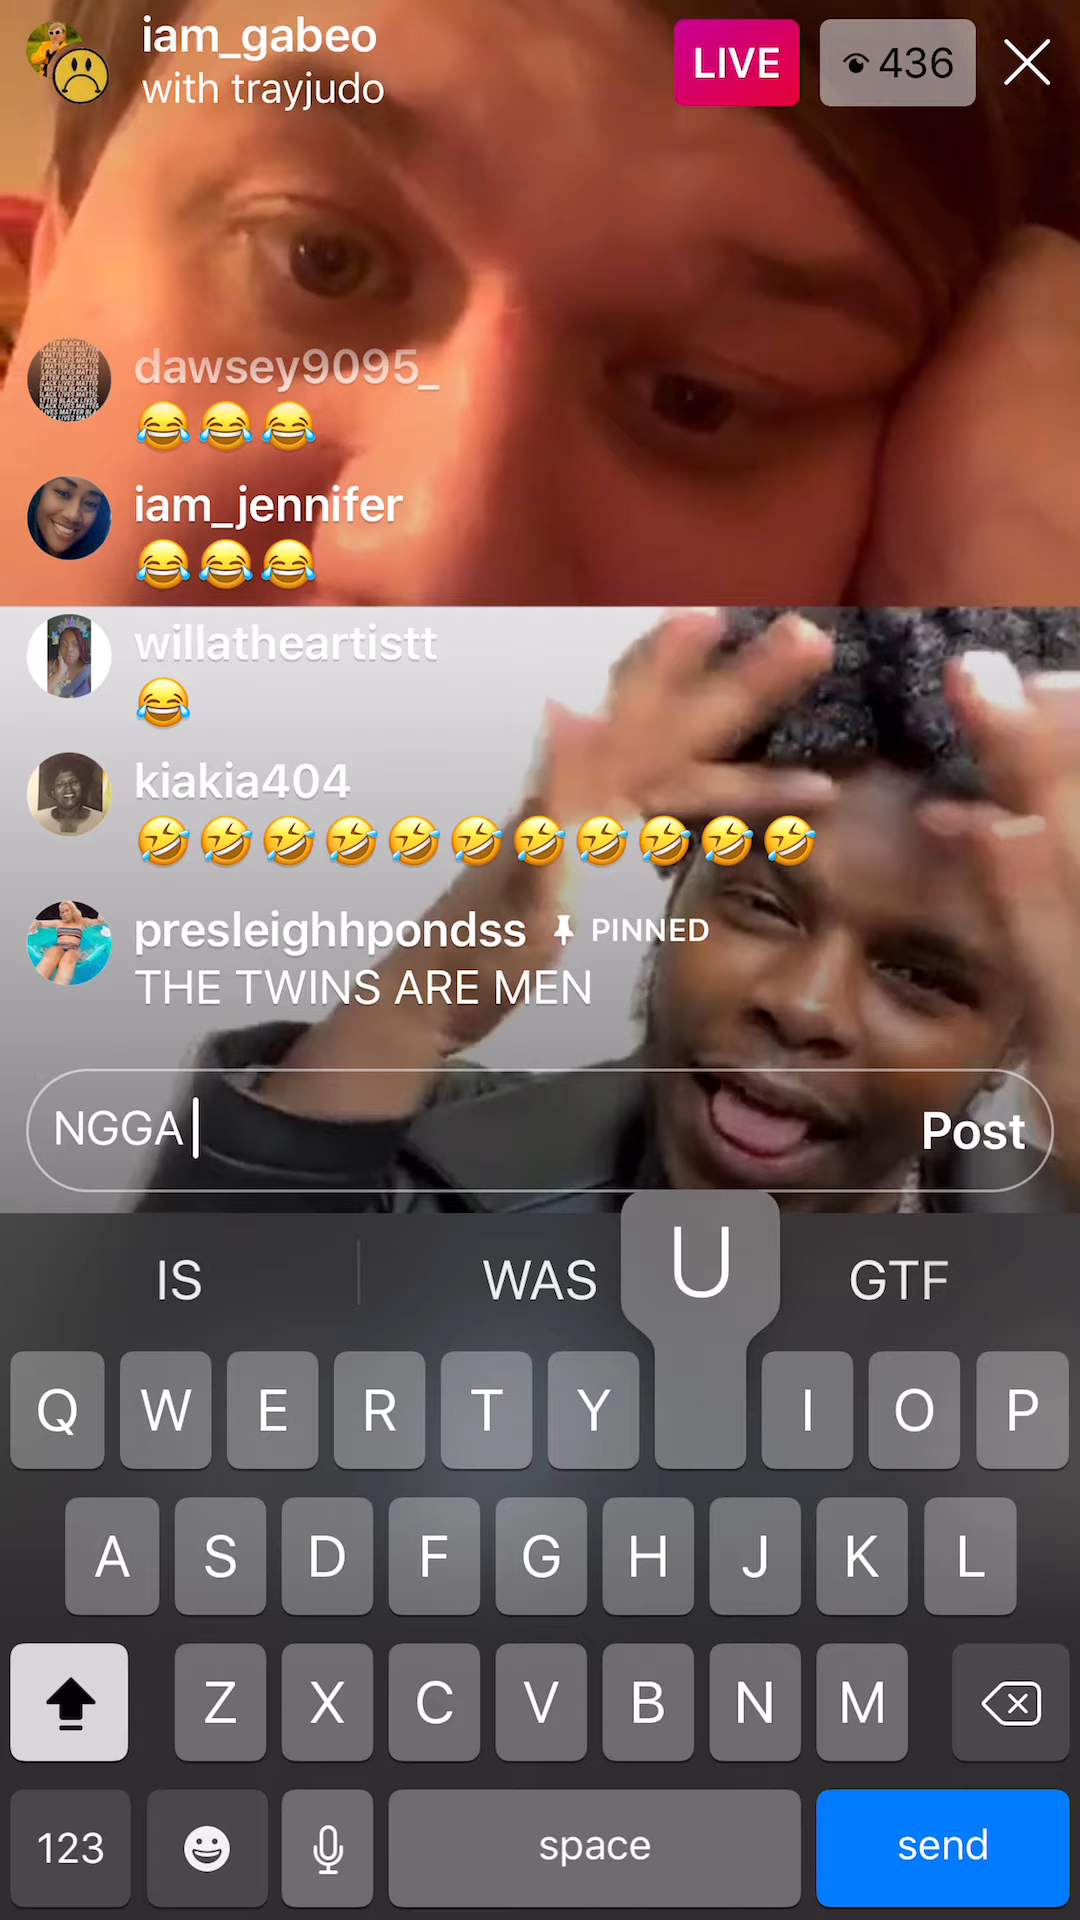 iam_gabeo
with trayjudo
LIVE
436
dawsey9095_
😂😂😂
iam_jennifer
😂😂😂
willatheartistt
😂
kiakia404
🤣🤣🤣🤣🤣🤣🤣🤣🤣🤣🤣
presleighhpondss PINNED
THE TWINS ARE MEN
NGGA
Post
IS WAS GTF
U
Q W E R T Y I O P
A S D F G H J K L
Z X C V B N M
123 space send